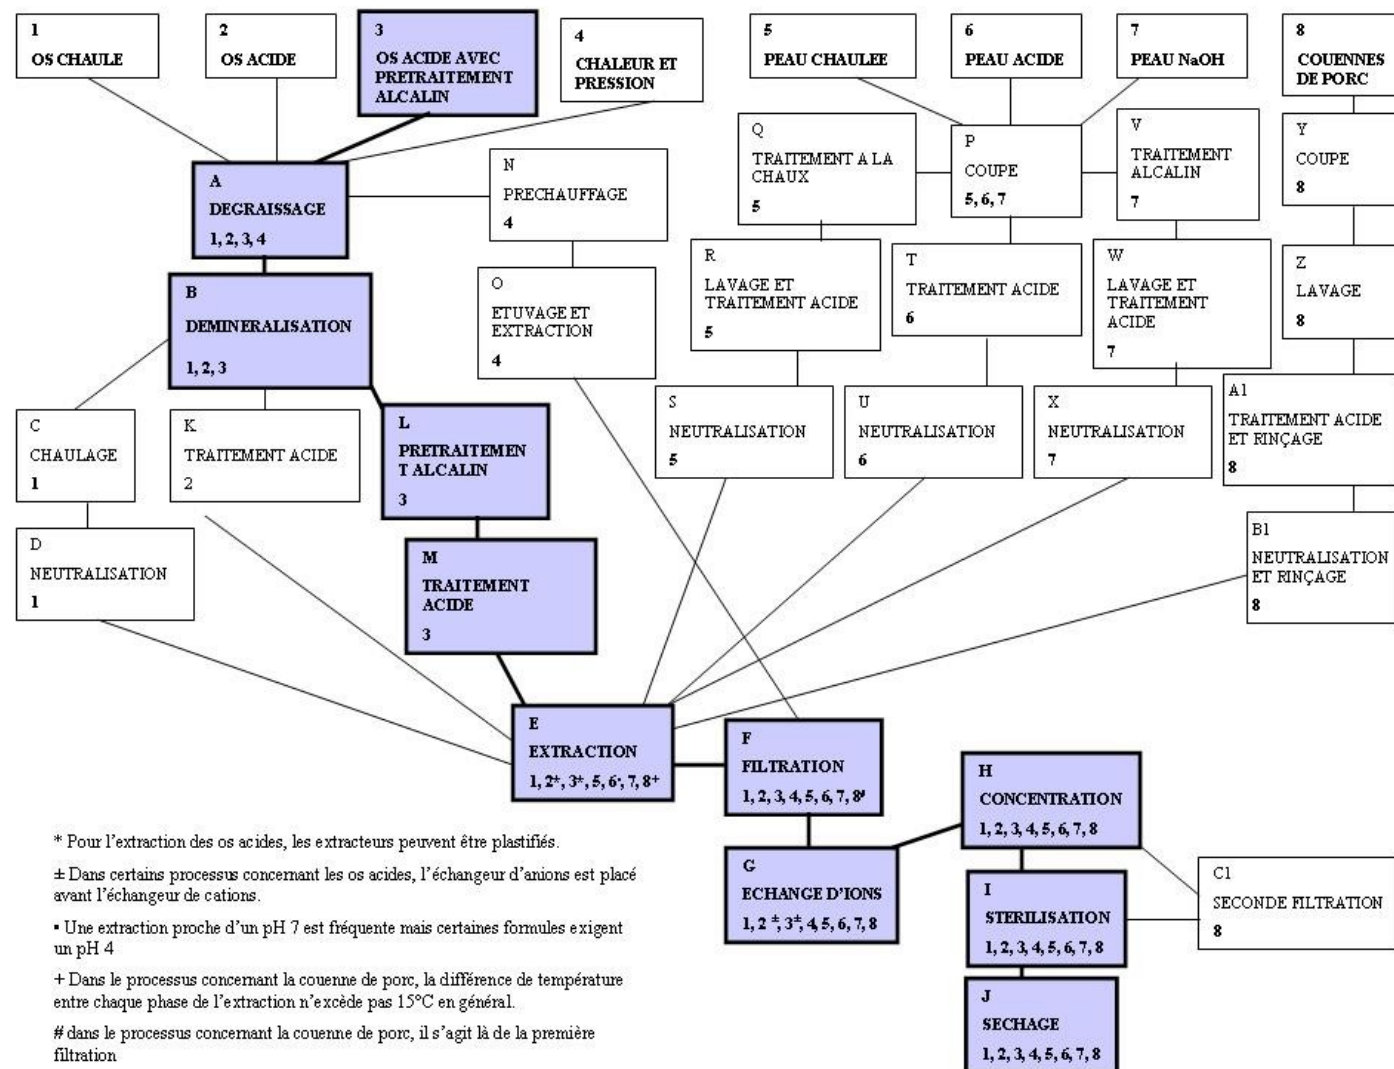 1
OS CHAULE
2
OS ACIDE
3
OS ACIDE AVEC
PRETRAITEMENT
ALCALIN
4
CHALEUR ET
PRESSION
5
PEAU CHAULEE
6
PEAU ACIDE
7
PEAU NaOH
8
COUENNES
DE PORC
A
DEGRAISSAGE
1, 2, 3, 4
N
PRECHAUFFAGE
4
Q
TRAITEMENT A LA
CHAUX
5
P
COUPE
5, 6, 7
V
TRAITEMENT
ALCALIN
7
Y
COUPE
8
B
DEMINERALISATION
1, 2, 3
O
ETUVAGE ET
EXTRACTION
4
R
LAVAGE ET
TRAITEMENT ACIDE
5
T
TRAITEMENT ACIDE
6
W
LAVAGE ET
TRAITEMENT
ACIDE
7
Z
LAVAGE
8
C
CHAULAGE
1
K
TRAITEMENT ACIDE
2
L
PRETRAITEMEN
T ALCALIN
3
S
NEUTRALISATION
5
U
NEUTRALISATION
6
X
NEUTRALISATION
7
A1
TRAITEMENT ACIDE
ET RINÇAGE
8
D
NEUTRALISATION
1
M
TRAITEMENT
ACIDE
3
B1
NEUTRALISATION
ET RINÇAGE
8
E
EXTRACTION
1, 2*, 3*, 5, 6▪, 7, 8+
F
FILTRATION
1, 2, 3, 4, 5, 6, 7, 8#
H
CONCENTRATION
1, 2, 3, 4, 5, 6, 7, 8
G
ECHANGE D'IONS
1, 2 ±, 3±, 4, 5, 6, 7, 8
I
STERILISATION
1, 2, 3, 4, 5, 6, 7, 8
C1
SECONDE FILTRATION
8
J
SECHAGE
1, 2, 3, 4, 5, 6, 7, 8
* Pour l'extraction des os acides, les extracteurs peuvent être plastifiés.
± Dans certains processus concernant les os acides, l'échangeur d'anions est placé
avant l'échangeur de cations.
▪ Une extraction proche d'un pH 7 est fréquente mais certaines formules exigent
un pH 4
+ Dans le processus concernant la couenne de porc, la différence de température
entre chaque phase de l'extraction n'excède pas 15°C en général.
# dans le processus concernant la couenne de porc, il s'agit là de la première
filtration